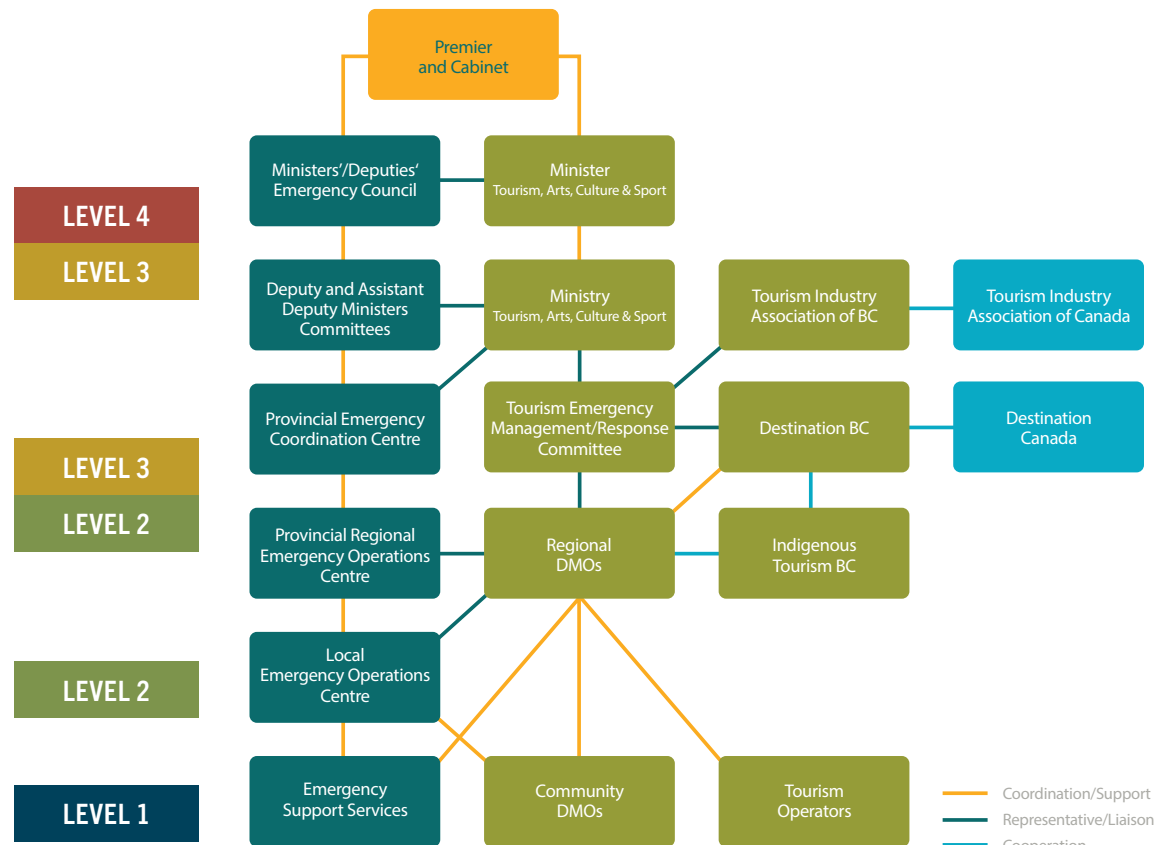 Premier
and Cabinet
Ministers'/Deputies'
Emergency Council
Minister
Tourism, Arts, Culture & Sport
LEVEL 4
LEVEL 3
Deputy and Assistant
Deputy Ministers
Committees
Ministry
Tourism, Arts, Culture & Sport
Tourism Industry
Association of BC
Tourism Industry
Association of Canada
Provincial Emergency
Coordination Centre
Tourism Emergency
Management/Response
Committee
Destination BC
Destination
Canada
LEVEL 3
LEVEL 2
Provincial Regional
Emergency Operations
Centre
Regional
DMOs
Indigenous
Tourism BC
LEVEL 2
Local
Emergency Operations
Centre
LEVEL 1
Emergency
Support Services
Community
DMOs
Tourism
Operators
Coordination/Support
Representative/Liaison
Cooperation